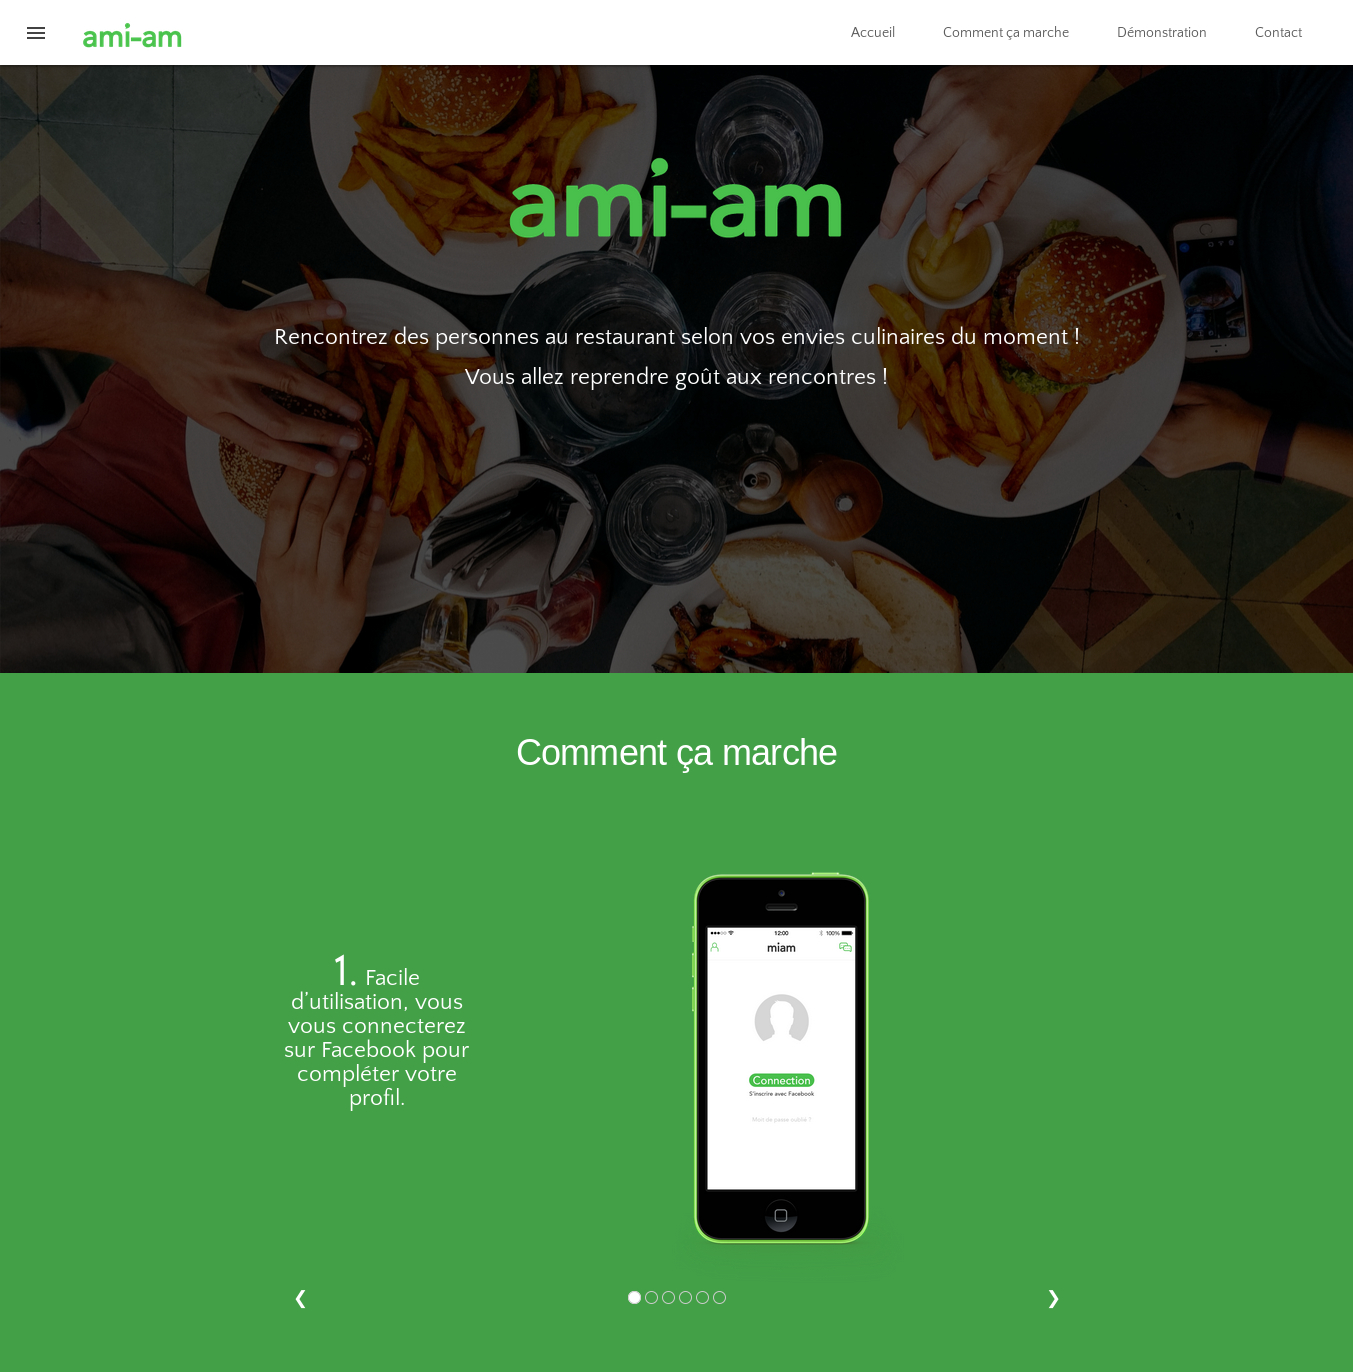 ami-am
Accueil
Comment ça marche
Démonstration
Contact
ami-am
Rencontrez des personnes au restaurant selon vos envies culinaires du moment !
Vous allez reprendre goût aux rencontres !
Comment ça marche
1. Facile
d’utilisation, vous
vous connecterez
sur Facebook pour
compléter votre
profil.
12:00
100%
miam
Connection
S'inscrire avec Facebook
Mot de passe oublié ?
❮
❯